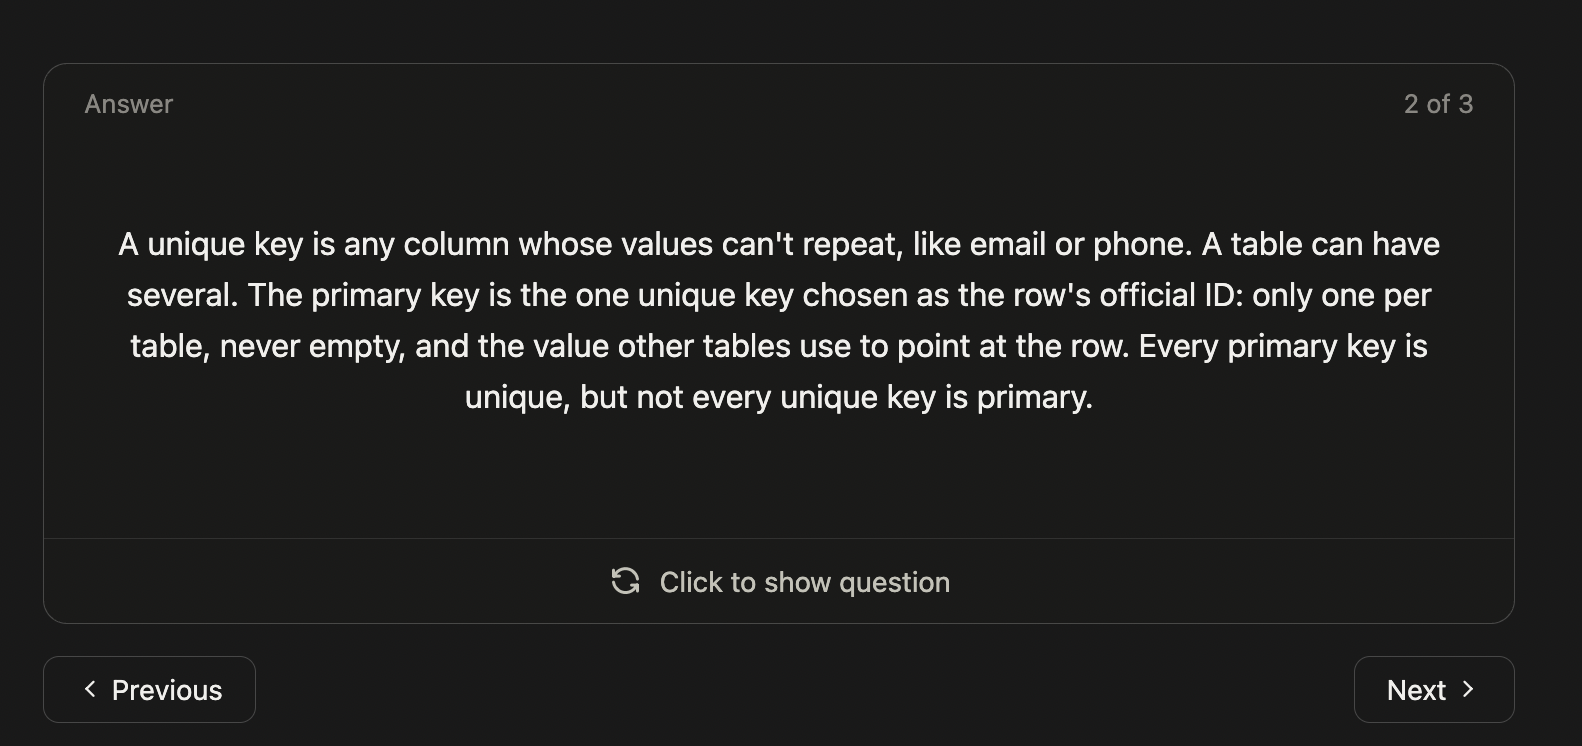 Answer
2 of 3
A unique key is any column whose values can't repeat, like email or phone. A table can have
several. The primary key is the one unique key chosen as the row's official ID: only one per
table, never empty, and the value other tables use to point at the row. Every primary key is
unique, but not every unique key is primary.
Click to show question
Previous
Next